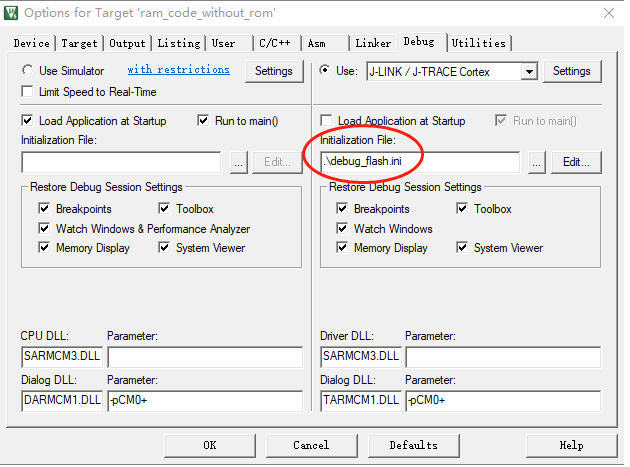 Options for Target 'ram_code_without_rom'
Device Target Output Listing User C/C++ Asm Linker Debug Utilities
Use Simulator with restrictions Settings
Use: J-LINK / J-TRACE Cortex Settings
Limit Speed to Real-Time
Load Application at Startup Run to main()
Load Application at Startup Run to main()
Initialization File:
Initialization File:
... Edit...
.\debug_flash.ini ... Edit...
Restore Debug Session Settings
Restore Debug Session Settings
Breakpoints Toolbox
Breakpoints Toolbox
Watch Windows & Performance Analyzer
Watch Windows
Memory Display System Viewer
Memory Display System Viewer
CPU DLL: Parameter:
Driver DLL: Parameter:
SARMCM3.DLL
SARMCM3.DLL
Dialog DLL: Parameter:
Dialog DLL: Parameter:
DARMCM1.DLL -pCM0+
TARMCM1.DLL -pCM0+
OK Cancel Defaults Help